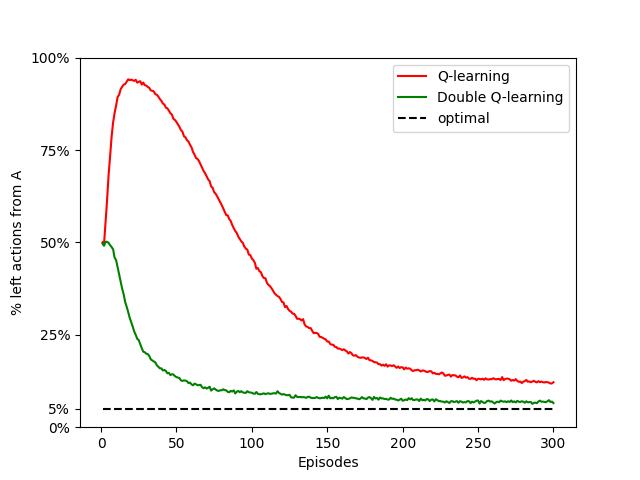 100%
75%
50%
25%
5%
0%
% left actions from A
Q-learning
Double Q-learning
optimal
0 50 100 150 200 250 300
Episodes